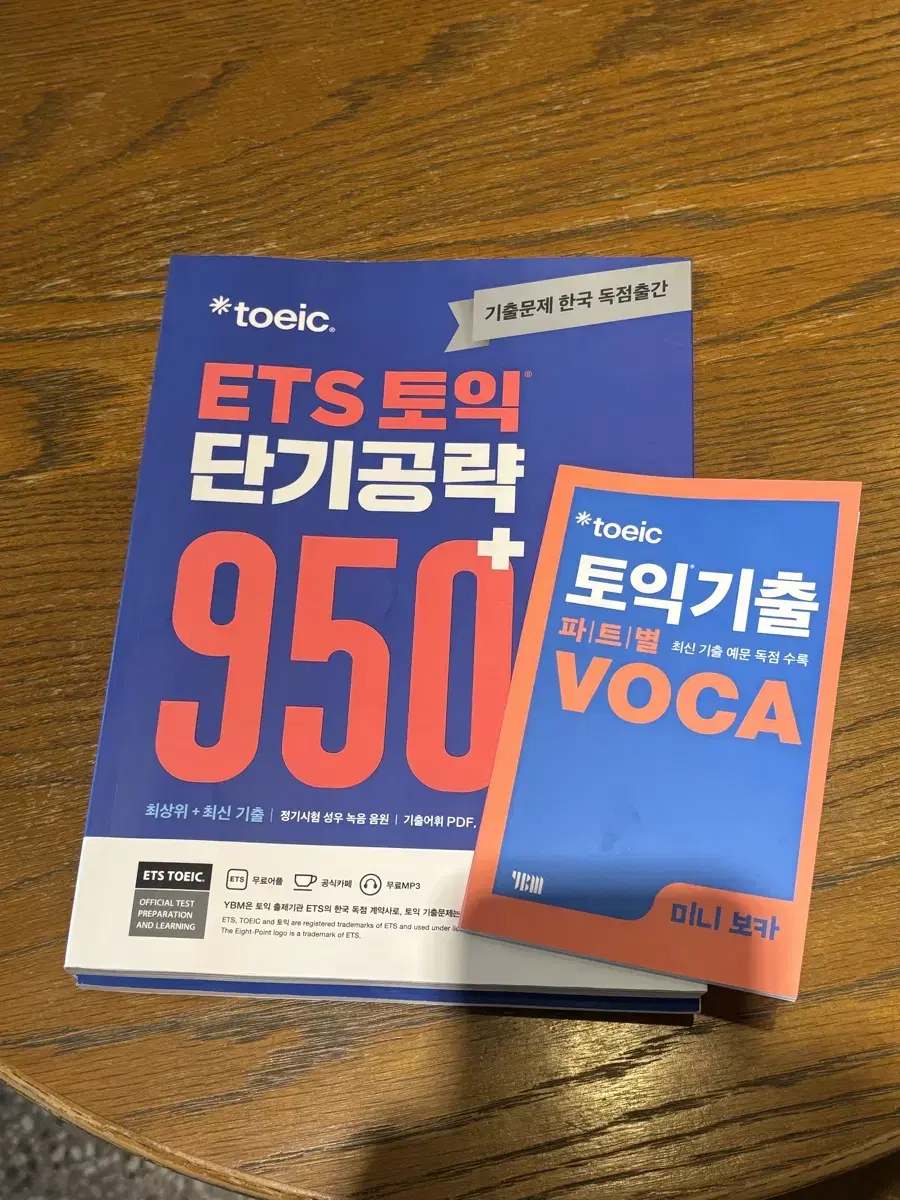 toeic®
기출문제 한국 독점출간
ETS 토익®
단기공략
950+
최상위 + 최신 기출 | 정기시험 성우 녹음 음원 | 기출어휘 PDF,
ETS TOEIC.
OFFICIAL TEST
PREPARATION
AND LEARNING
ETS 무료어플 공식카페 무료MP3
YBM은 토익 출제기관 ETS의 한국 독점 계약사로, 토익 기출문제는
ETS, TOEIC and 토익 are registered trademarks of ETS and used under
The Eight-Point logo is a trademark of ETS.
toeic
토익®기출
파|트|별 최신 기출 예문 독점 수록
VOCA
YBM
미니 보카